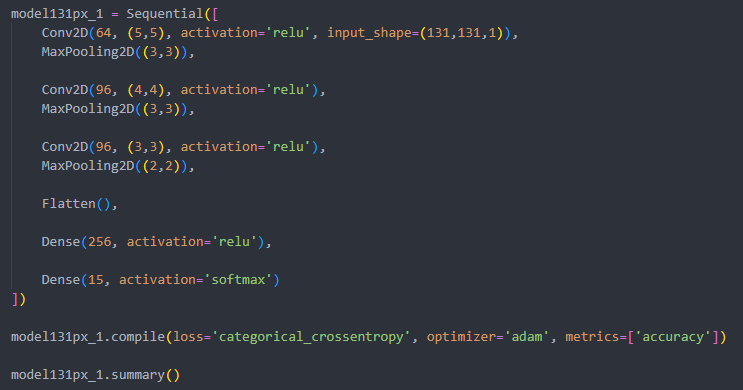 model131px_1 = Sequential([
    Conv2D(64, (5,5), activation='relu', input_shape=(131,131,1)),
    MaxPooling2D((3,3)),

    Conv2D(96, (4,4), activation='relu'),
    MaxPooling2D((3,3)),

    Conv2D(96, (3,3), activation='relu'),
    MaxPooling2D((2,2)),

    Flatten(),

    Dense(256, activation='relu'),

    Dense(15, activation='softmax')
])

model131px_1.compile(loss='categorical_crossentropy', optimizer='adam', metrics=['accuracy'])

model131px_1.summary()